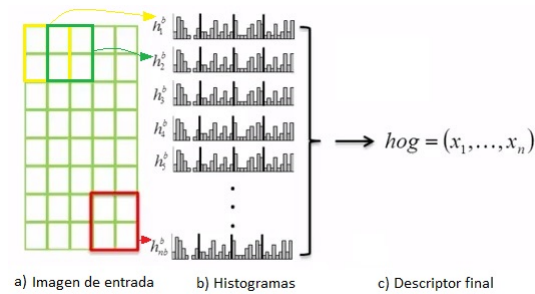 h₁ᵇ
h₂ᵇ
h₃ᵇ
h₄ᵇ
h₅ᵇ
hₙᵦᵇ
hog = (x₁,...,xₙ)
a) Imagen de entrada b) Histogramas c) Descriptor final